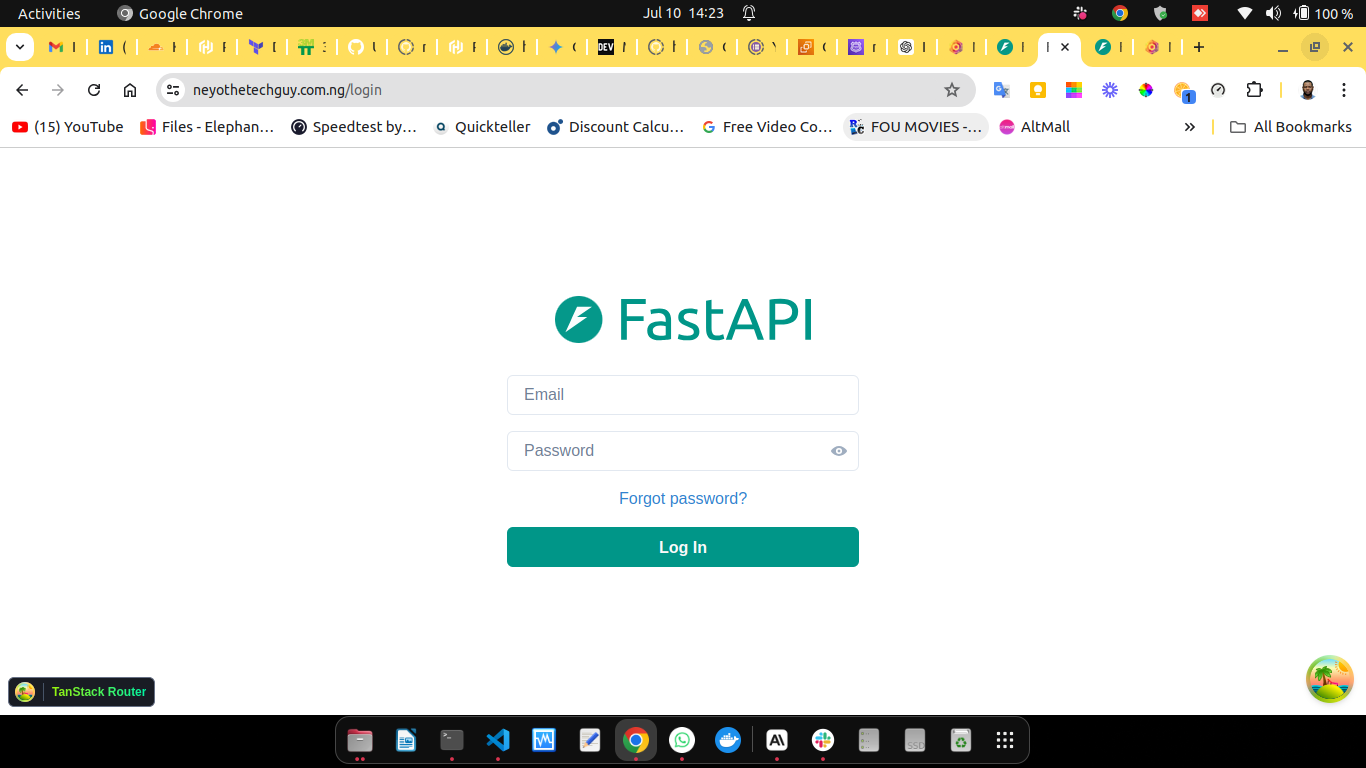 Activities Google Chrome Jul 10 14:23 100 %
neyothetechguy.com.ng/login 1
(15) YouTube Files - Elephan... Speedtest by... Quickteller Discount Calcu... Free Video Co... FOU MOVIES -... AltMall » All Bookmarks
FastAPI
Email
Password
Forgot password?
Log In
TanStack Router